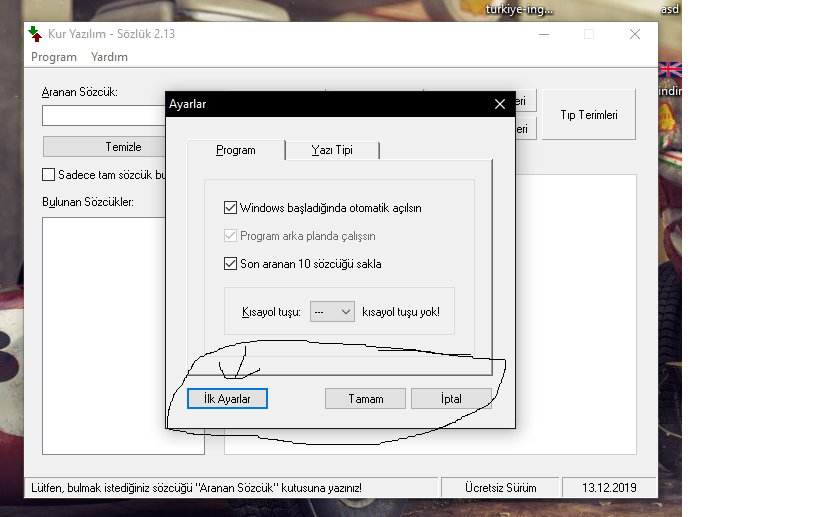 türkiye-ing...
asd
Kur Yazılım - Sözlük 2.13
Program Yardım
indir
Aranan Sözcük:
Ayarlar
eri
Tıp Terimleri
eri
Temizle
Program
Yazı Tipi
Sadece tam sözcük bu
Bulunan Sözcükler:
Windows başladığında otomatik açılsın
Program arka planda çalışsın
Son aranan 10 sözcüğü sakla
Kısayol tuşu: --- kısayol tuşu yok!
İlk Ayarlar
Tamam
İptal
Lütfen, bulmak istediğiniz sözcüğü "Aranan Sözcük" kutusuna yazınız!
Ücretsiz Sürüm
13.12.2019